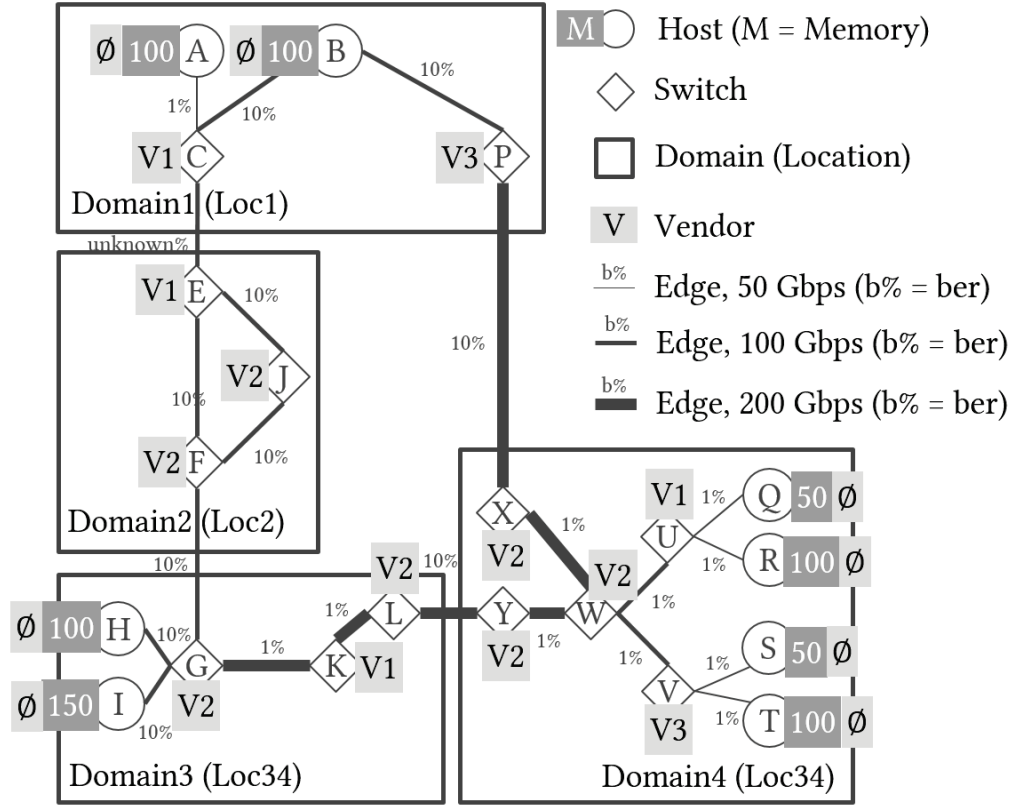 Ø 100 A Ø 100 B
10%
1%
10%
V1 C
V3 P
Domain1 (Loc1)
unknown%
V1 E
10%
V2 J
10%
V2 F
10%
Domain2 (Loc2)
10%
10%
Ø 100 H
10%
Ø 150 I
10%
G
V2
1%
K V1
1%
V2
L
10%
Domain3 (Loc34)
X
V2
1%
V2
W
Y
V2
1%
V1
U
1%
1%
Q 50 Ø
1%
R 100 Ø
1%
V
V3
1%
S 50 Ø
1%
T 100 Ø
Domain4 (Loc34)
M Host (M = Memory)
Switch
Domain (Location)
V Vendor
b% Edge, 50 Gbps (b% = ber)
b% Edge, 100 Gbps (b% = ber)
b% Edge, 200 Gbps (b% = ber)